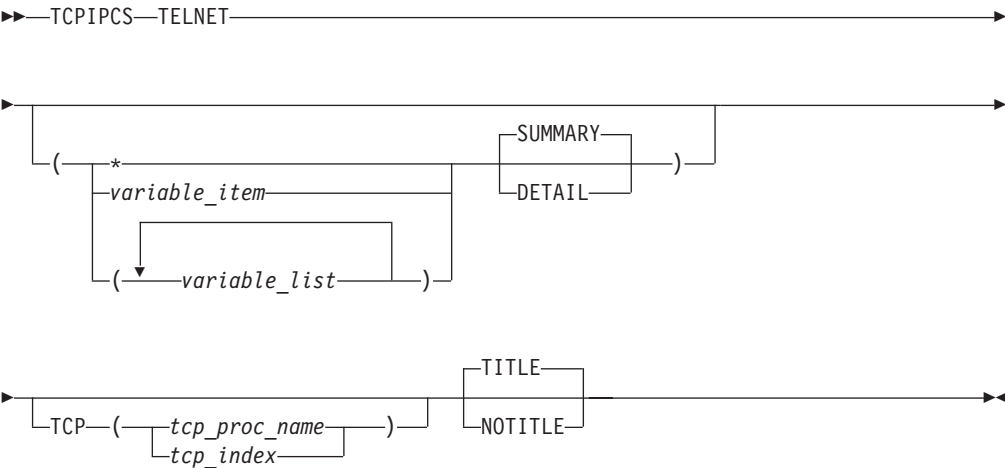 TCPIPCS TELNET
SUMMARY
( * )
variable_item DETAIL
( variable_list )
TITLE
TCP ( tcp_proc_name ) NOTITLE
tcp_index